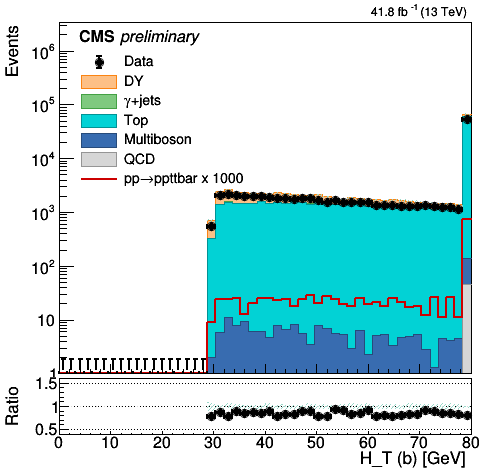 41.8 fb⁻¹ (13 TeV)
CMS preliminary
Data
DY
γ+jets
Top
Multiboson
QCD
pp→ppttbar x 1000
Events
10⁶
10⁵
10⁴
10³
10²
10
1
Ratio
1.5
1
0.5
0 10 20 30 40 50 60 70 80
H_T (b) [GeV]